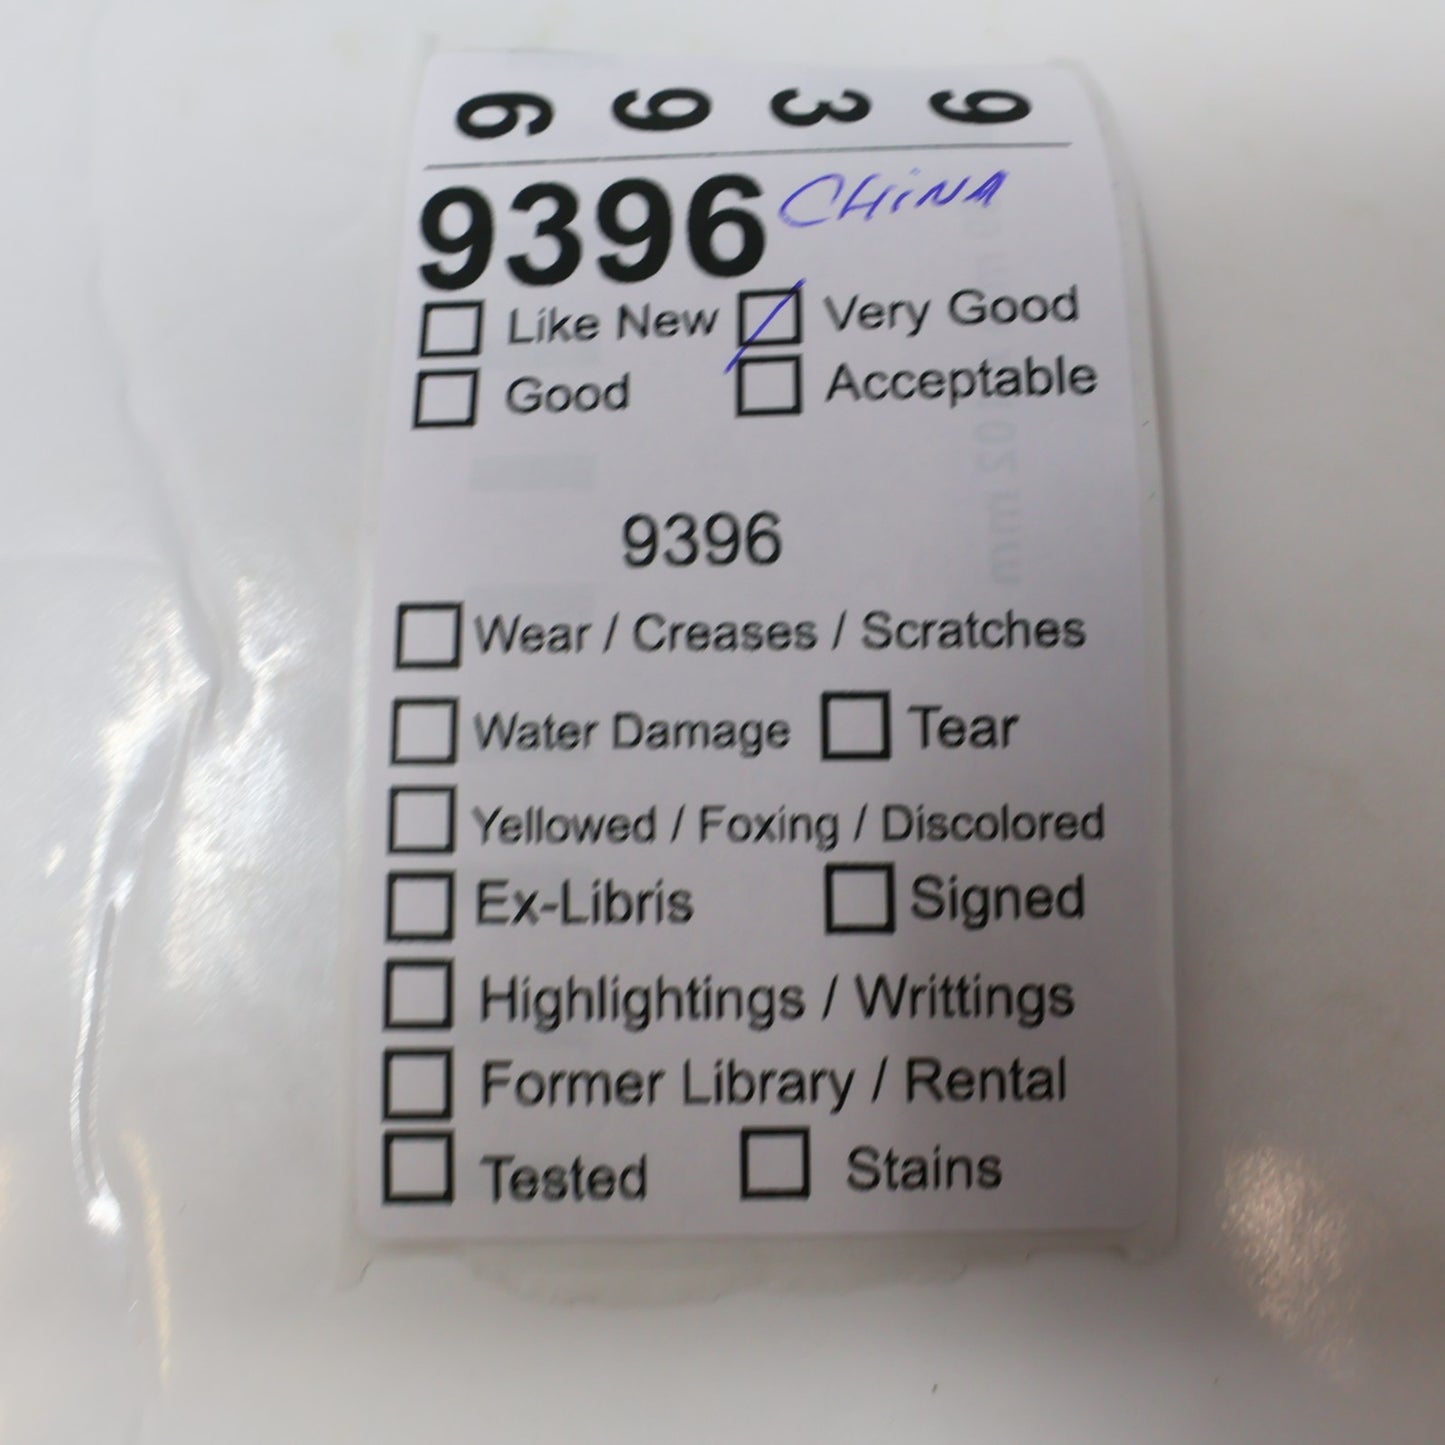 9 3 9 6
9396 CHINA
Like New Very Good
Good Acceptable
9396
Wear / Creases / Scratches
Water Damage Tear
Yellowed / Foxing / Discolored
Ex-Libris Signed
Highlightings / Writtings
Former Library / Rental
Tested Stains